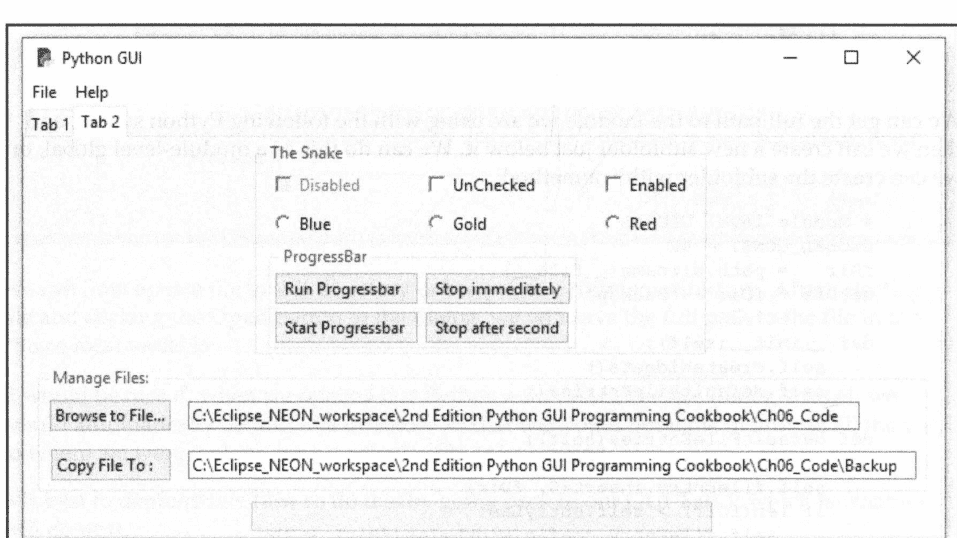 Python GUI
File Help
Tab 1 Tab 2
The Snake
Disabled UnChecked Enabled
Blue Gold Red
ProgressBar
Run Progressbar Stop immediately
Start Progressbar Stop after second
Manage Files:
Browse to File... C:\Eclipse_NEON_workspace\2nd Edition Python GUI Programming Cookbook\Ch06_Code
Copy File To : C:\Eclipse_NEON_workspace\2nd Edition Python GUI Programming Cookbook\Ch06_Code\Backup